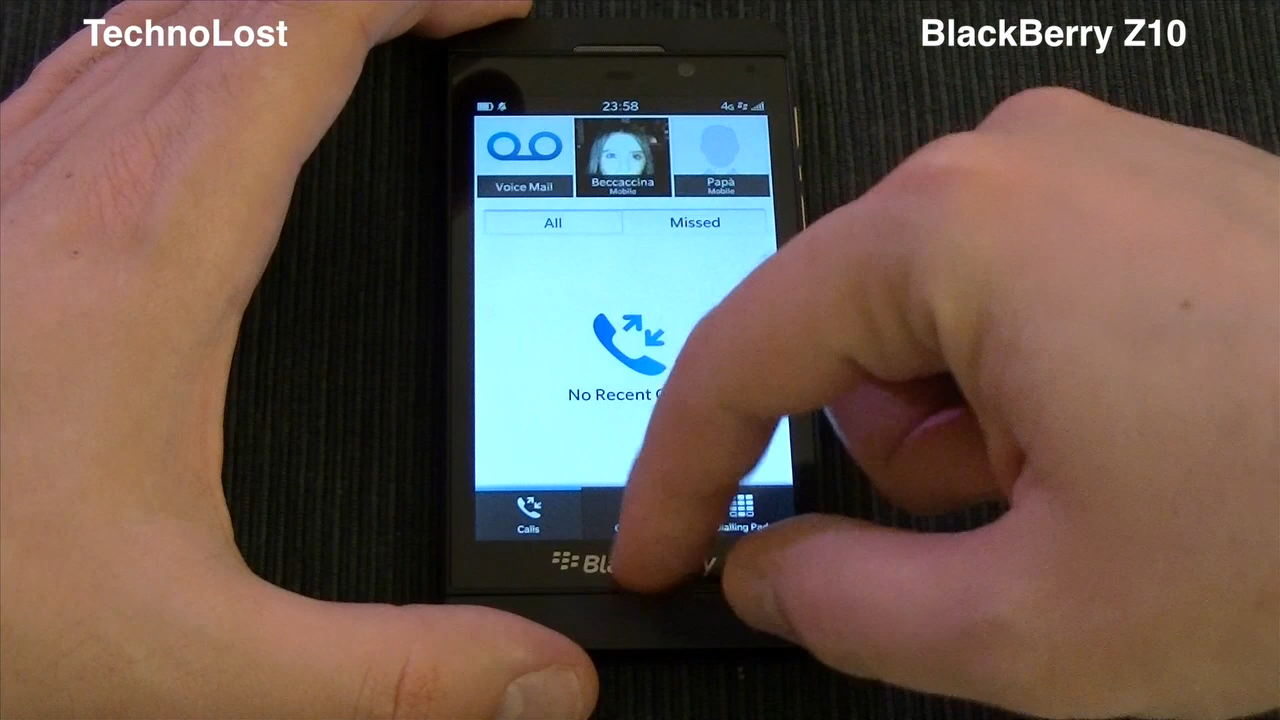 TechnoLost
BlackBerry Z10
23:58
4G
Voice Mail
Beccaccina
Mobile
Papà
Mobile
All
Missed
No Recent
Calls